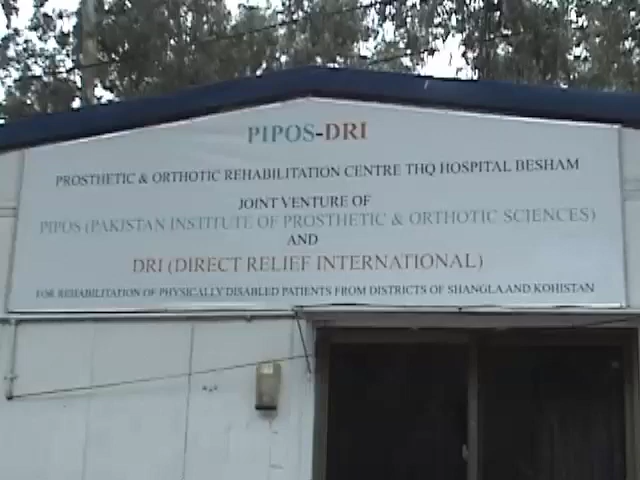 PIPOS-DRI
PROSTHETIC & ORTHOTIC REHABILITATION CENTRE THQ HOSPITAL BESHAM
JOINT VENTURE OF
PIPOS (PAKISTAN INSTITUTE OF PROSTHETIC & ORTHOTIC SCIENCES)
AND
DRI (DIRECT RELIEF INTERNATIONAL)
FOR REHABILITATION OF PHYSICALLY DISABLED PATIENTS FROM DISTRICTS OF SHANGLA AND KOHISTAN